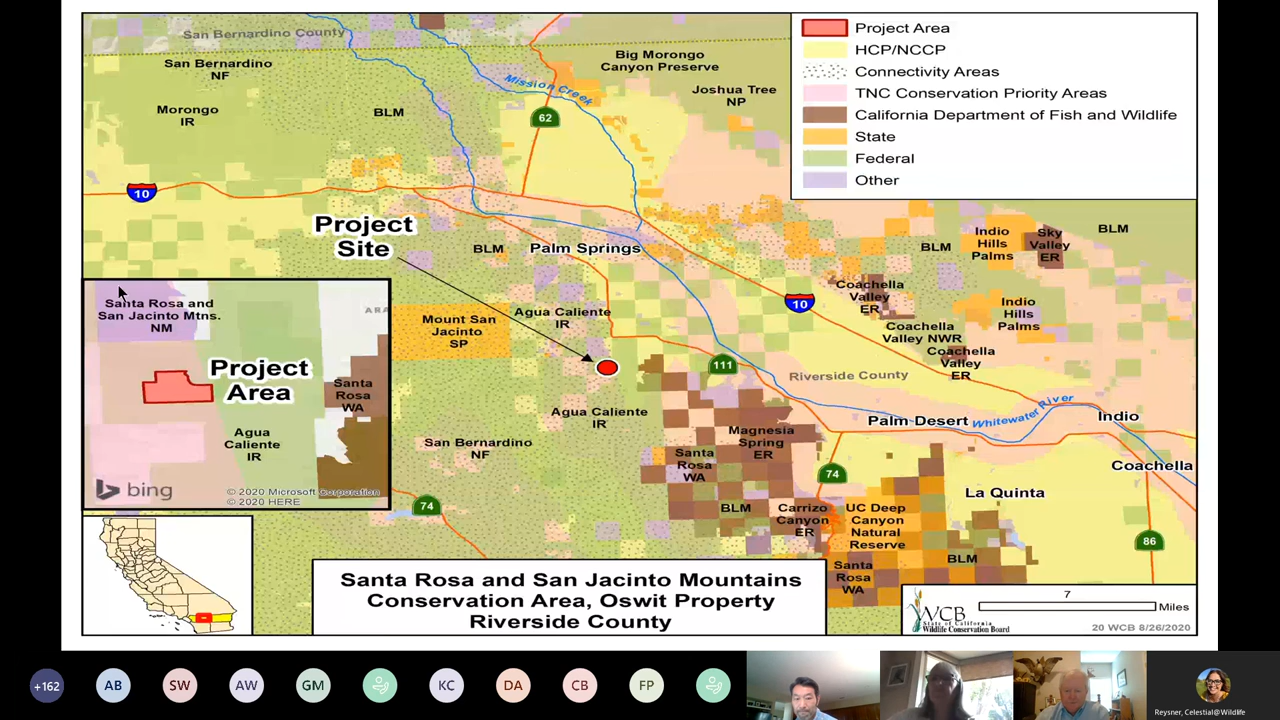 San Bernardino County
San Bernardino
NF
Morongo
IR
BLM
Mission Creek
Big Morongo
Canyon Preserve
Joshua Tree
NP
62
10
Project Area
HCP/NCCP
Connectivity Areas
TNC Conservation Priority Areas
California Department of Fish and Wildlife
State
Federal
Other
Project
Site
BLM
Palm Springs
BLM
Indio
Hills
Palms
Sky
Valley
ER
BLM
Santa Rosa and
San Jacinto Mtns.
NM
Project
Area
Santa
Rosa
WA
Agua
Caliente
IR
bing
© 2020 Microsoft Corporation
© 2020 HERE
ARA
Mount San
Jacinto
SP
Agua Caliente
IR
10
Coachella
Valley
ER
Coachella
Valley NWR
Coachella
Valley
ER
Indio
Hills
Palms
111
Riverside County
Agua Caliente
IR
San Bernardino
NF
Palm Desert
Whitewater River
Indio
Coachella
Magnesia
Spring
ER
Santa
Rosa
WA
74
74
La Quinta
BLM
Carrizo
Canyon
ER
UC Deep
Canyon
Natural
Reserve
86
BLM
Santa
Rosa
WA
Santa Rosa and San Jacinto Mountains
Conservation Area, Oswit Property
Riverside County
WCB
State of California
Wildlife Conservation Board
7
Miles
20 WCB 8/26/2020
+162
AB
SW
AW
GM
KC
DA
CB
FP
Reysner, Celestial@Wildlife